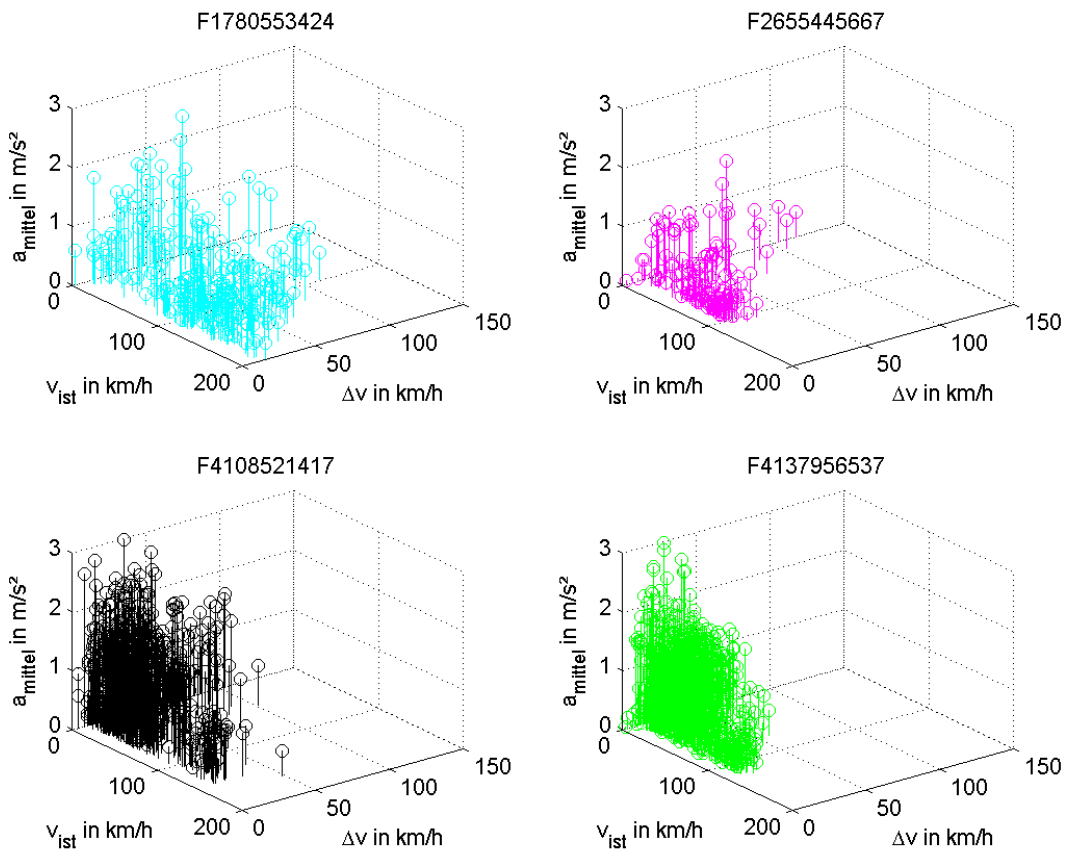 F1780553424
3
2
1
0
a_mittel in m/s²
0
100
200
v_ist in km/h
0
50
100
150
Δv in km/h
F2655445667
3
2
1
0
a_mittel in m/s²
0
100
200
v_ist in km/h
0
50
100
150
Δv in km/h
F4108521417
3
2
1
0
a_mittel in m/s²
0
100
200
v_ist in km/h
0
50
100
150
Δv in km/h
F4137956537
3
2
1
0
a_mittel in m/s²
0
100
200
v_ist in km/h
0
50
100
150
Δv in km/h